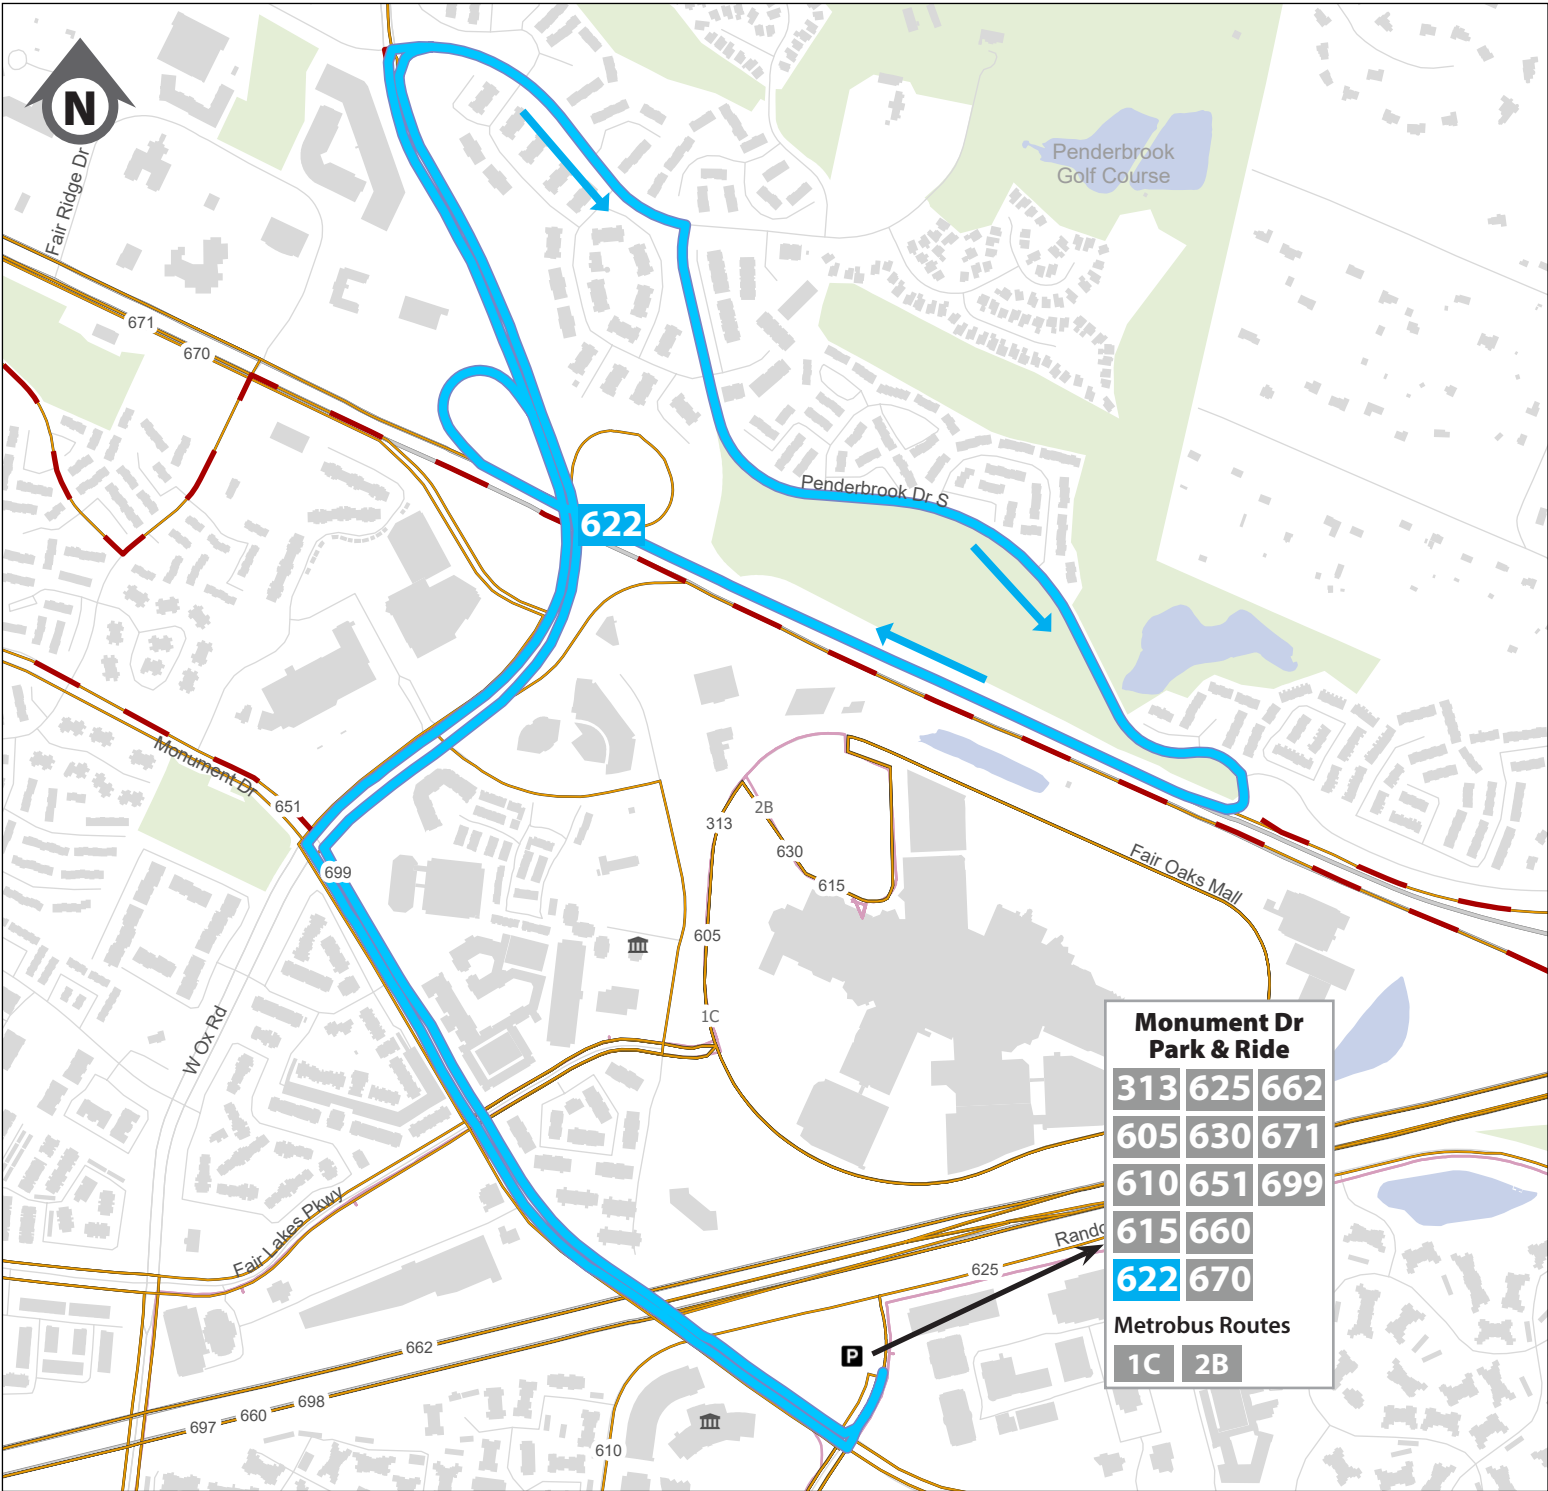 N
Fair Ridge Dr
Penderbrook
Golf Course
671
670
622
Penderbrook Dr S
Monument Dr
651
699
2B
313
630
615
605
1C
Fair Oaks Mall
W Ox Rd
Fair Lakes Pkwy
625
662
698
660
697
610
P
Monument Dr
Park & Ride
313 625 662
605 630 671
610 651 699
615 660
622 670
Metrobus Routes
1C 2B